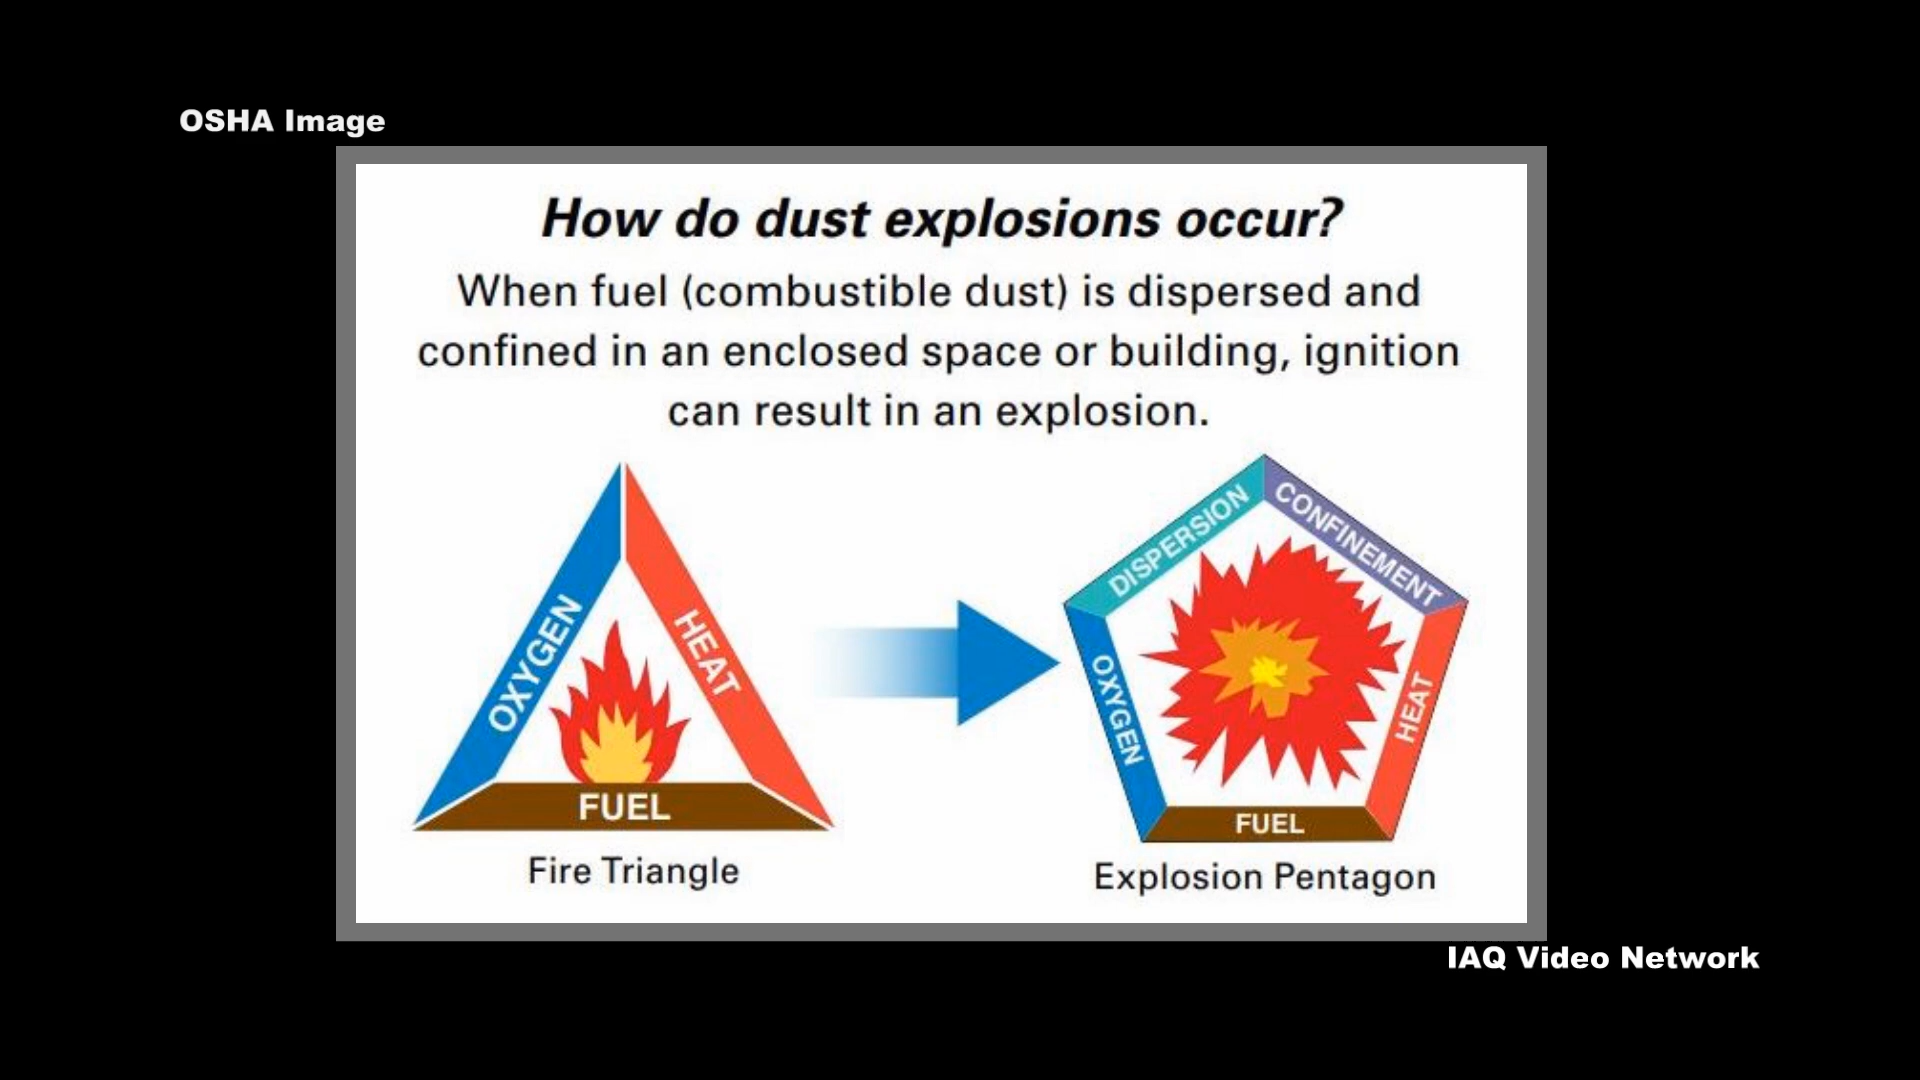 OSHA Image
How do dust explosions occur?
When fuel (combustible dust) is dispersed and
confined in an enclosed space or building, ignition
can result in an explosion.
OXYGEN
HEAT
FUEL
Fire Triangle
DISPERSION
CONFINEMENT
OXYGEN
HEAT
FUEL
Explosion Pentagon
IAQ Video Network